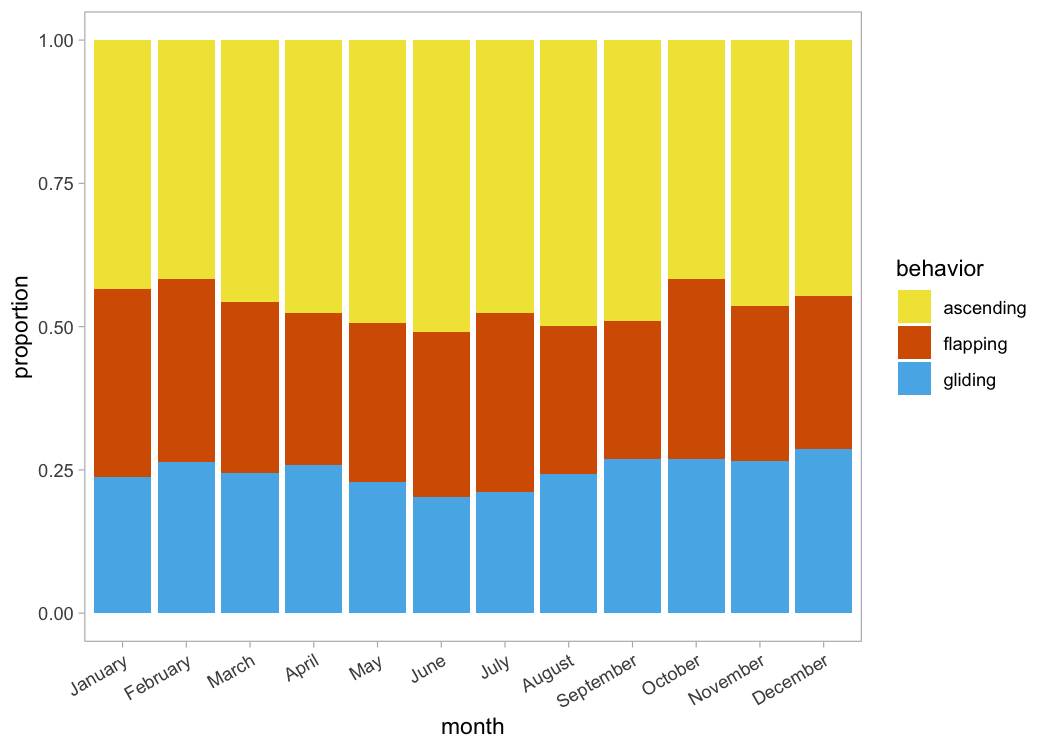 1.00
0.75
0.50
0.25
0.00
proportion
January
February
March
April
May
June
July
August
September
October
November
December
month
behavior
ascending
flapping
gliding